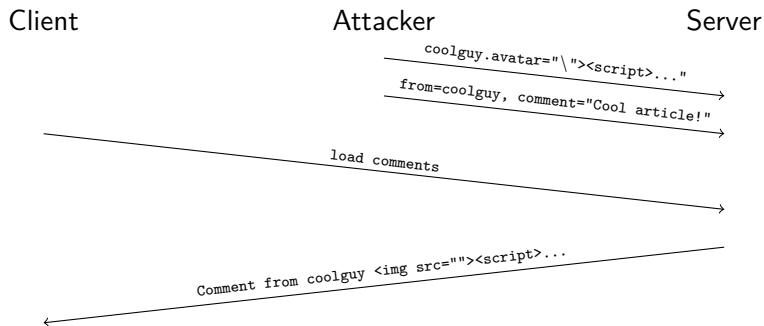 Client Attacker Server
coolguy.avatar="\"><script>..."
from=coolguy, comment="Cool article!"
load comments
Comment from coolguy <img src=""><script>...